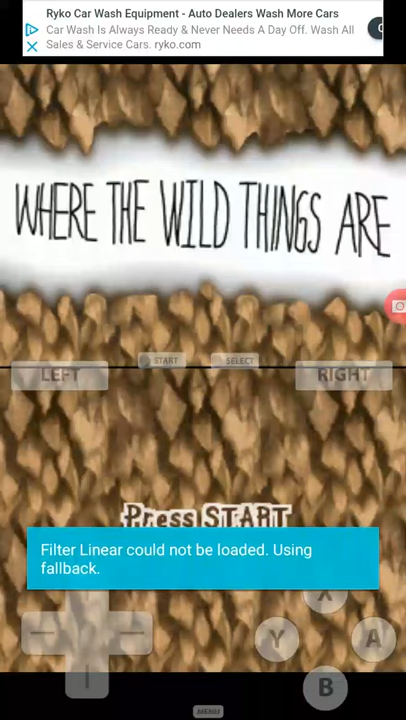 Ryko Car Wash Equipment - Auto Dealers Wash More Cars
Car Wash Is Always Ready & Never Needs A Day Off. Wash All
Sales & Service Cars. ryko.com
WHERE THE WILD THINGS ARE
START SELECT
LEFT RIGHT
Press START
Filter Linear could not be loaded. Using
fallback.
X
Y A
B
MENU